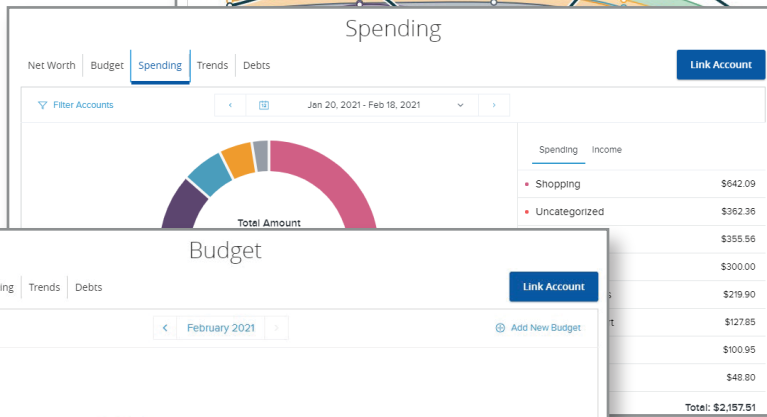 Spending
Net Worth Budget Spending Trends Debts Link Account
Filter Accounts Jan 20, 2021 - Feb 18, 2021
Spending Income
Shopping $642.09
Uncategorized $362.36
Total Amount $355.56
$300.00
$219.90
$127.85
$100.95
$48.80
Total: $2,157.51
Budget
Trends Debts Link Account
February 2021 Add New Budget